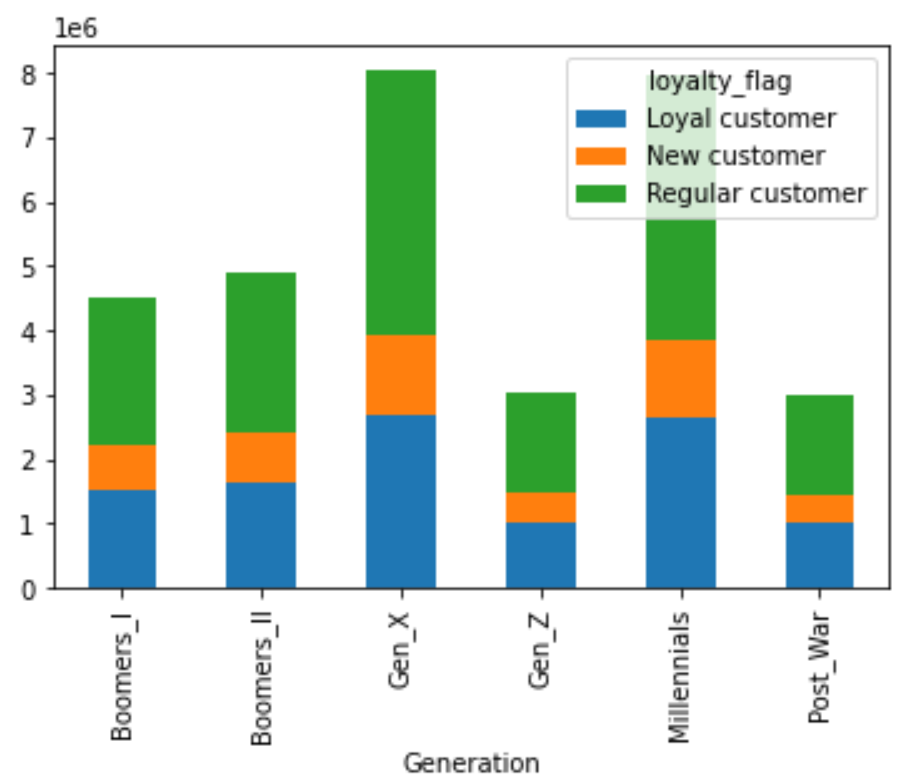 1e6
8
7
6
5
4
3
2
1
0
loyalty_flag
Loyal customer
New customer
Regular customer
Boomers_I
Boomers_II
Gen_X
Gen_Z
Millennials
Post_War
Generation